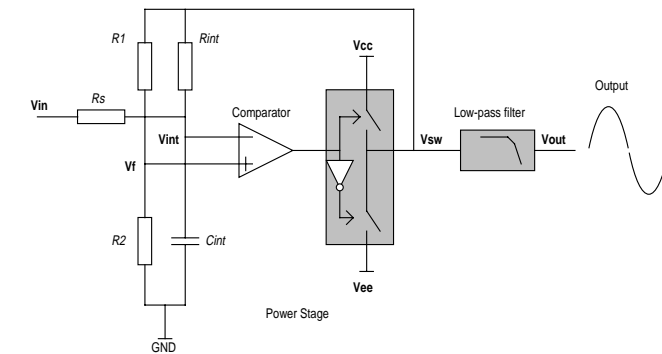 R1
Rint
Vcc
Output
Vin
Rs
Comparator
Low-pass filter
Vint
Vsw
Vout
Vf
R2
Cint
Vee
Power Stage
GND